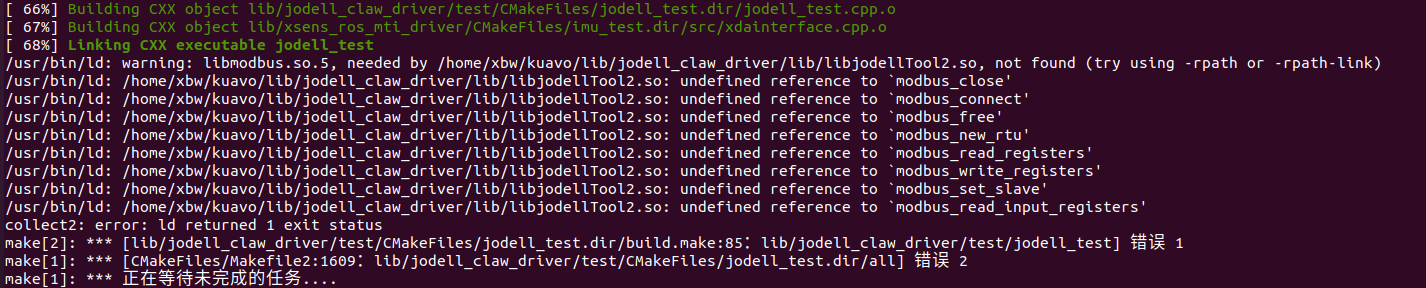 [ 66%] Building CXX object lib/jodell_claw_driver/test/CMakeFiles/jodell_test.dir/jodell_test.cpp.o
[ 67%] Building CXX object lib/xsens_ros_mti_driver/CMakeFiles/imu_test.dir/src/xdainterface.cpp.o
[ 68%] Linking CXX executable jodell_test
/usr/bin/ld: warning: libmodbus.so.5, needed by /home/xbw/kuavo/lib/jodell_claw_driver/lib/libjodellTool2.so, not found (try using -rpath or -rpath-link)
/usr/bin/ld: /home/xbw/kuavo/lib/jodell_claw_driver/lib/libjodellTool2.so: undefined reference to `modbus_close'
/usr/bin/ld: /home/xbw/kuavo/lib/jodell_claw_driver/lib/libjodellTool2.so: undefined reference to `modbus_connect'
/usr/bin/ld: /home/xbw/kuavo/lib/jodell_claw_driver/lib/libjodellTool2.so: undefined reference to `modbus_free'
/usr/bin/ld: /home/xbw/kuavo/lib/jodell_claw_driver/lib/libjodellTool2.so: undefined reference to `modbus_new_rtu'
/usr/bin/ld: /home/xbw/kuavo/lib/jodell_claw_driver/lib/libjodellTool2.so: undefined reference to `modbus_read_registers'
/usr/bin/ld: /home/xbw/kuavo/lib/jodell_claw_driver/lib/libjodellTool2.so: undefined reference to `modbus_write_registers'
/usr/bin/ld: /home/xbw/kuavo/lib/jodell_claw_driver/lib/libjodellTool2.so: undefined reference to `modbus_set_slave'
/usr/bin/ld: /home/xbw/kuavo/lib/jodell_claw_driver/lib/libjodellTool2.so: undefined reference to `modbus_read_input_registers'
collect2: error: ld returned 1 exit status
make[2]: *** [lib/jodell_claw_driver/test/CMakeFiles/jodell_test.dir/build.make:85：lib/jodell_claw_driver/test/jodell_test] 错误 1
make[1]: *** [CMakeFiles/Makefile2:1609：lib/jodell_claw_driver/test/CMakeFiles/jodell_test.dir/all] 错误 2
make[1]: *** 正在等待未完成的任务....